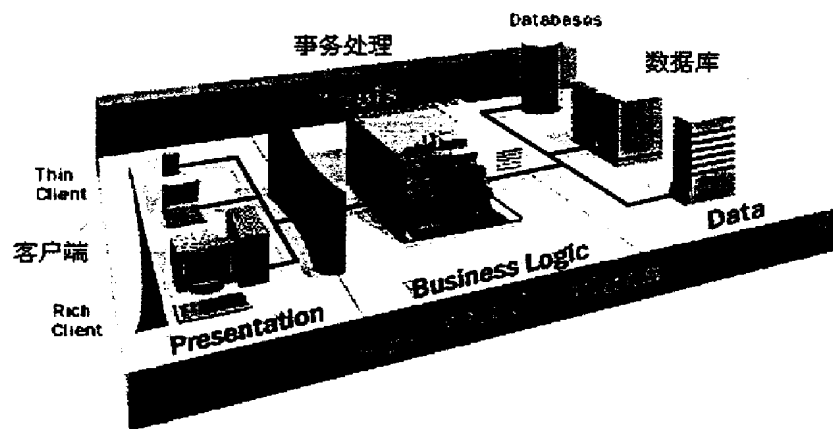 Databases
事务处理
数据库
Thin
Client
客户端
Rich
Client
Presentation
Business Logic
Data